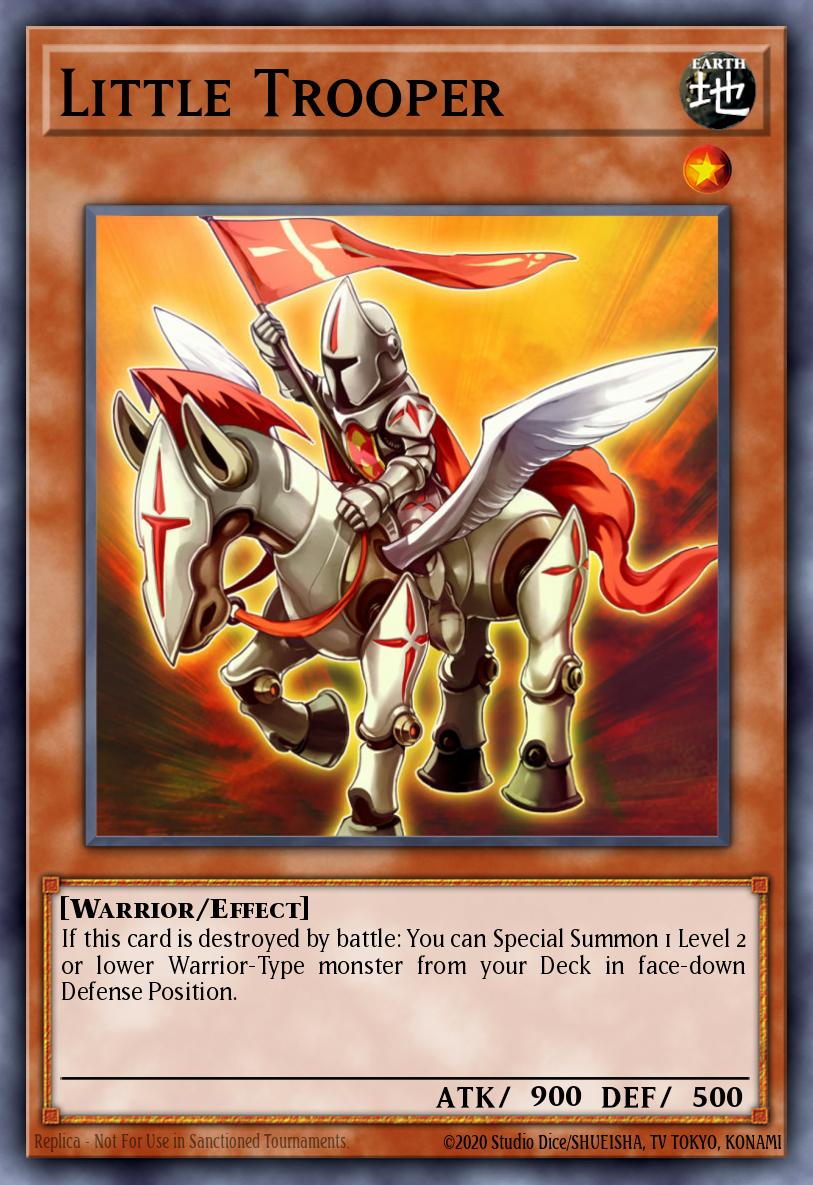 Little Trooper
EARTH
地
[Warrior/Effect]
If this card is destroyed by battle: You can Special Summon 1 Level 2
or lower Warrior-Type monster from your Deck in face-down
Defense Position.
ATK/ 900 DEF/ 500
Replica - Not For Use in Sanctioned Tournaments.
©2020 Studio Dice/SHUEISHA, TV TOKYO, KONAMI